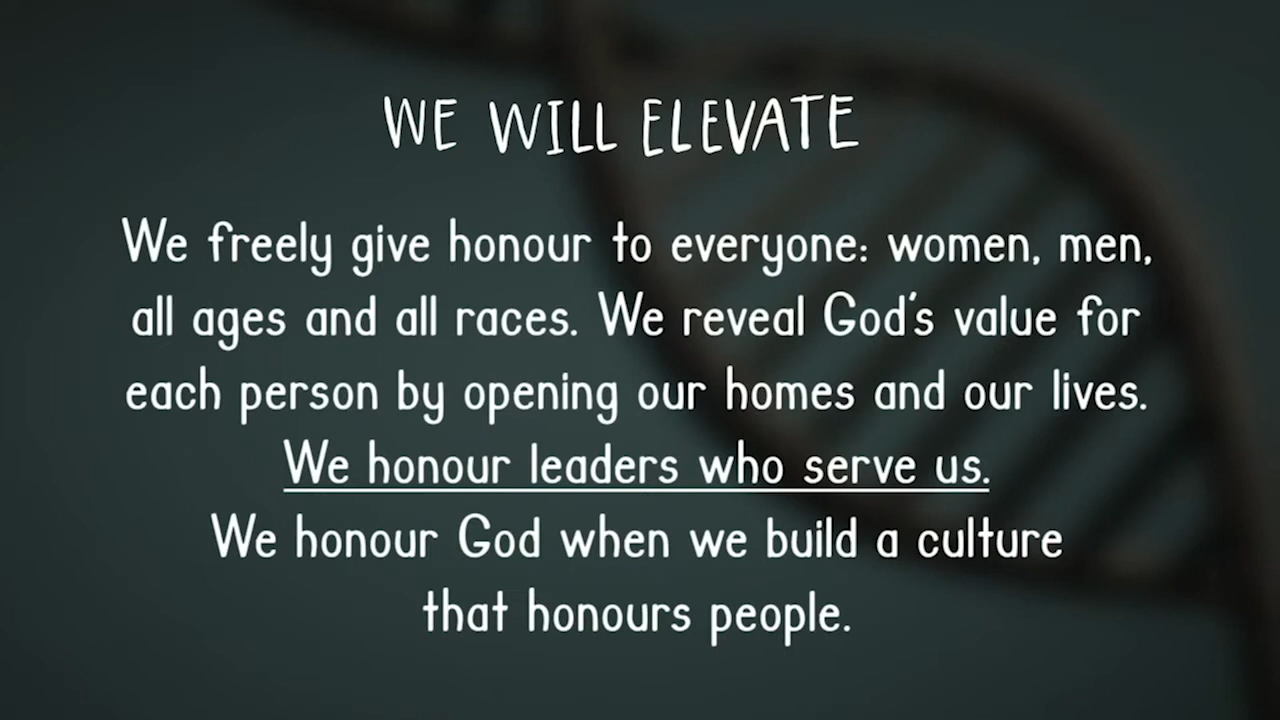 WE WILL ELEVATE
We freely give honour to everyone: women, men,
all ages and all races. We reveal God's value for
each person by opening our homes and our lives.
We honour leaders who serve us.
We honour God when we build a culture
that honours people.